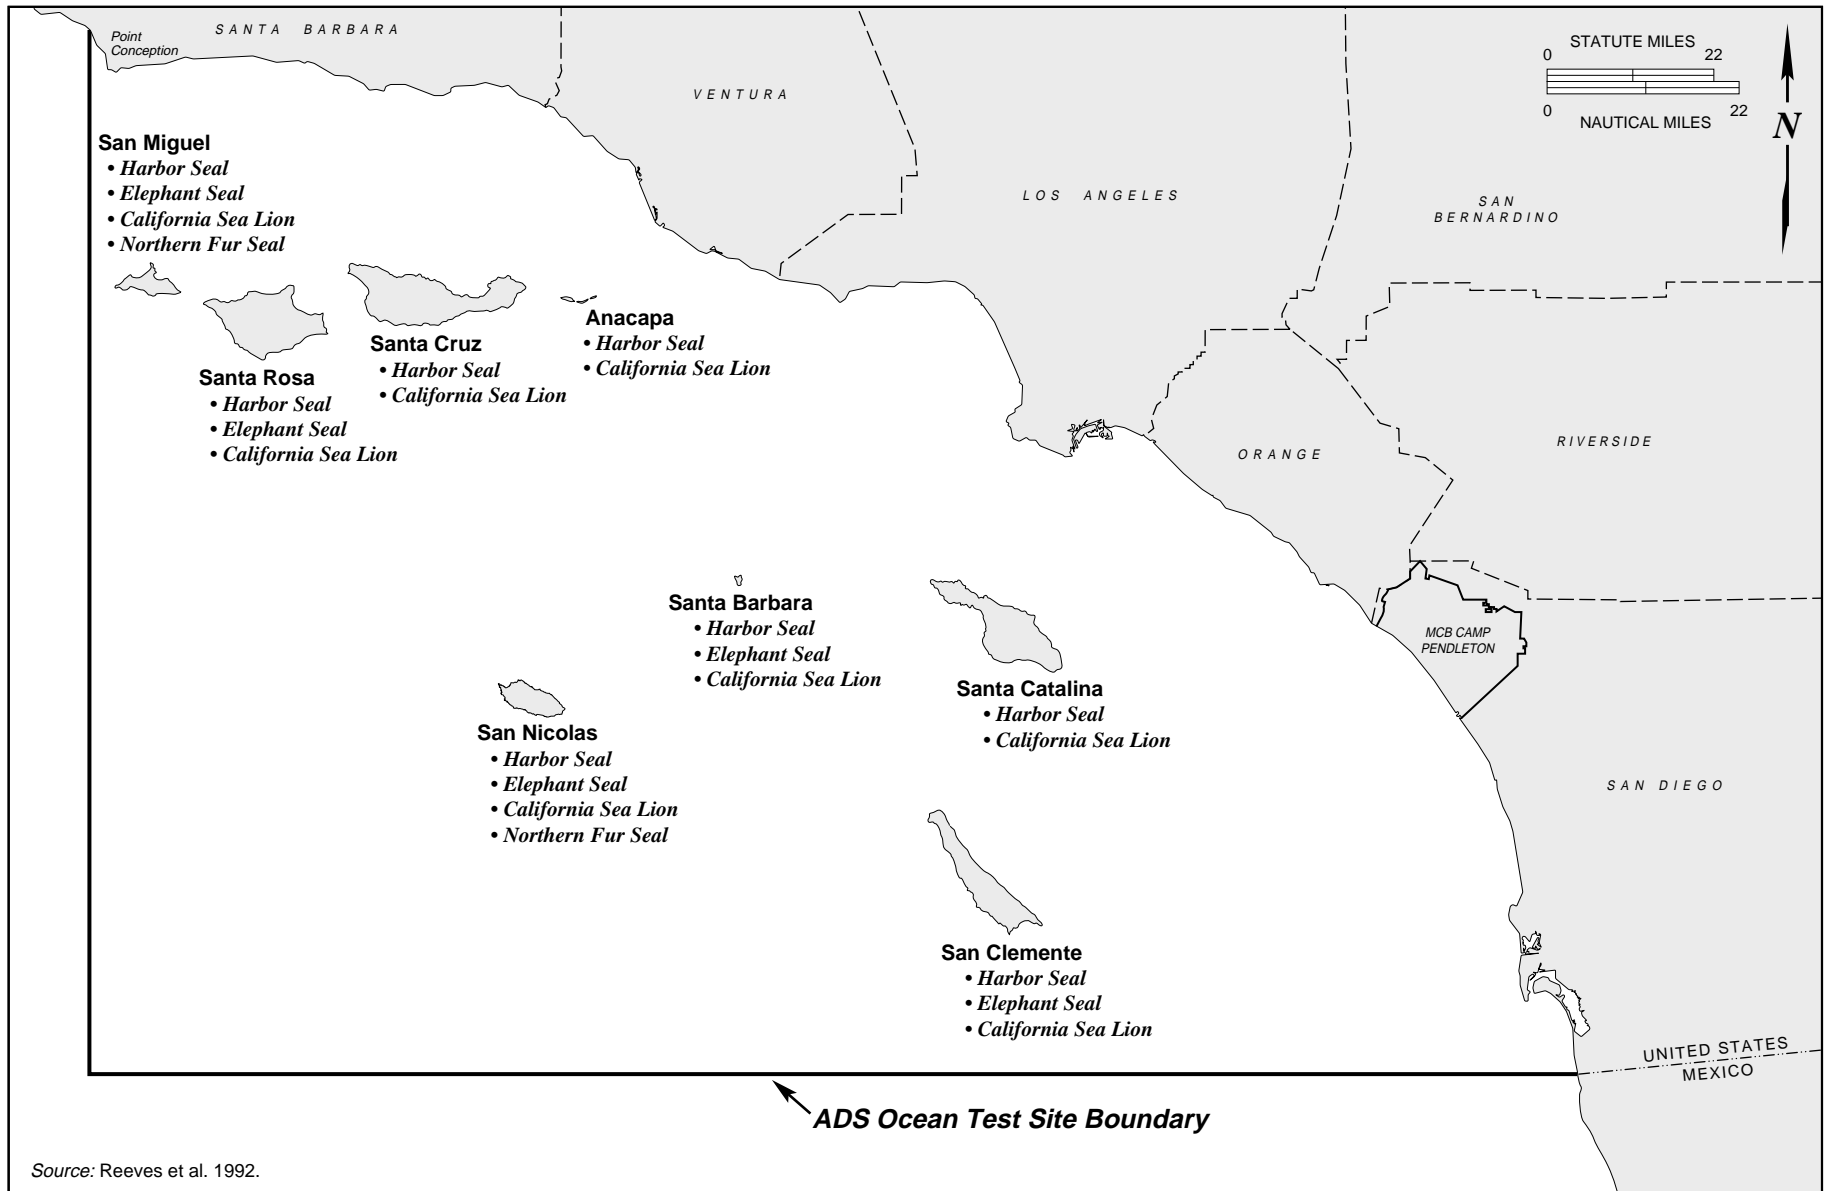 Point
Conception
SANTA BARBARA
VENTURA
LOS ANGELES
SAN
BERNARDINO
STATUTE MILES
0 22
0 22
NAUTICAL MILES
N
San Miguel
• Harbor Seal
• Elephant Seal
• California Sea Lion
• Northern Fur Seal
Santa Rosa
• Harbor Seal
• Elephant Seal
• California Sea Lion
Santa Cruz
• Harbor Seal
• California Sea Lion
Anacapa
• Harbor Seal
• California Sea Lion
ORANGE
RIVERSIDE
Santa Barbara
• Harbor Seal
• Elephant Seal
• California Sea Lion
San Nicolas
• Harbor Seal
• Elephant Seal
• California Sea Lion
• Northern Fur Seal
Santa Catalina
• Harbor Seal
• California Sea Lion
MCB CAMP
PENDLETON
SAN DIEGO
San Clemente
• Harbor Seal
• Elephant Seal
• California Sea Lion
UNITED STATES
MEXICO
ADS Ocean Test Site Boundary
Source: Reeves et al. 1992.